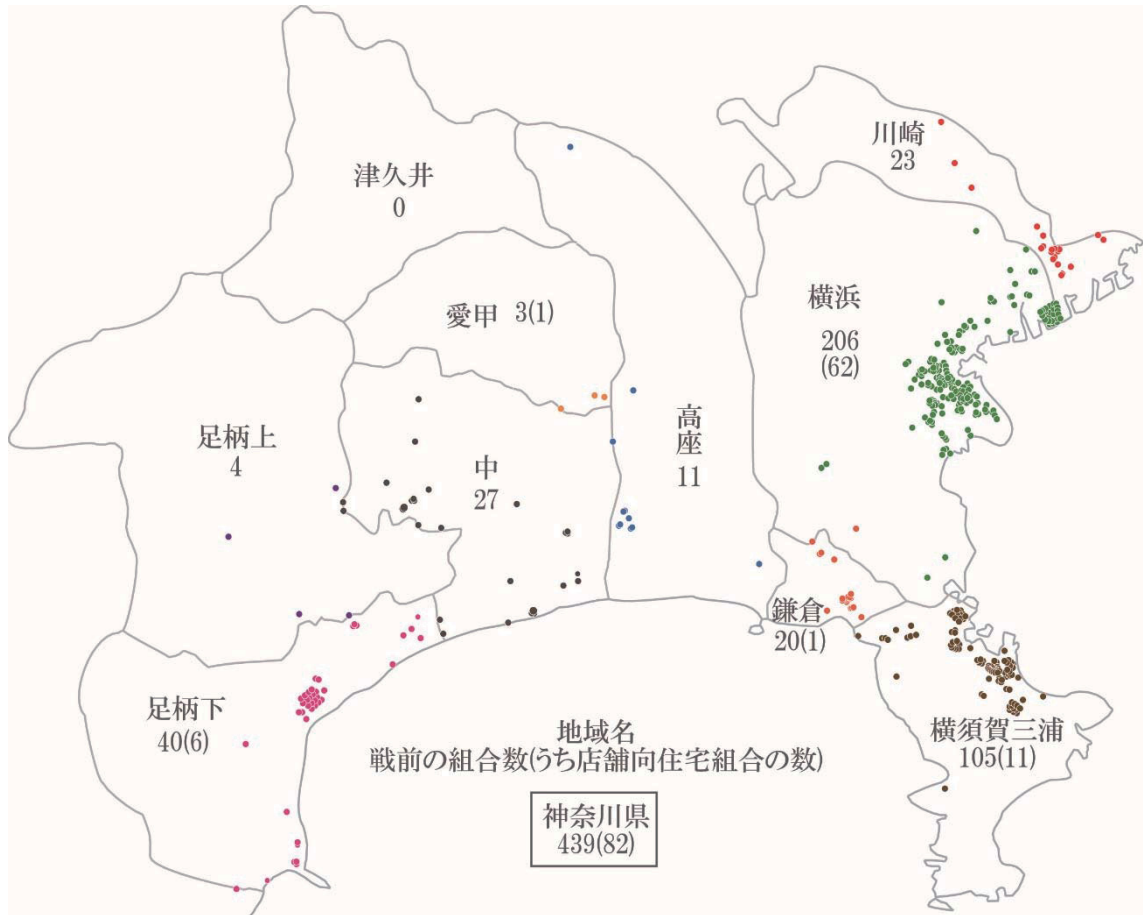 川崎
23
津久井
0
横浜
206
(62)
愛甲 3(1)
足柄上
4
中
27
高座
11
鎌倉
20(1)
足柄下
40(6)
横須賀三浦
105(11)
地域名
戦前の組合数(うち店舗向住宅組合の数)
神奈川県
439(82)